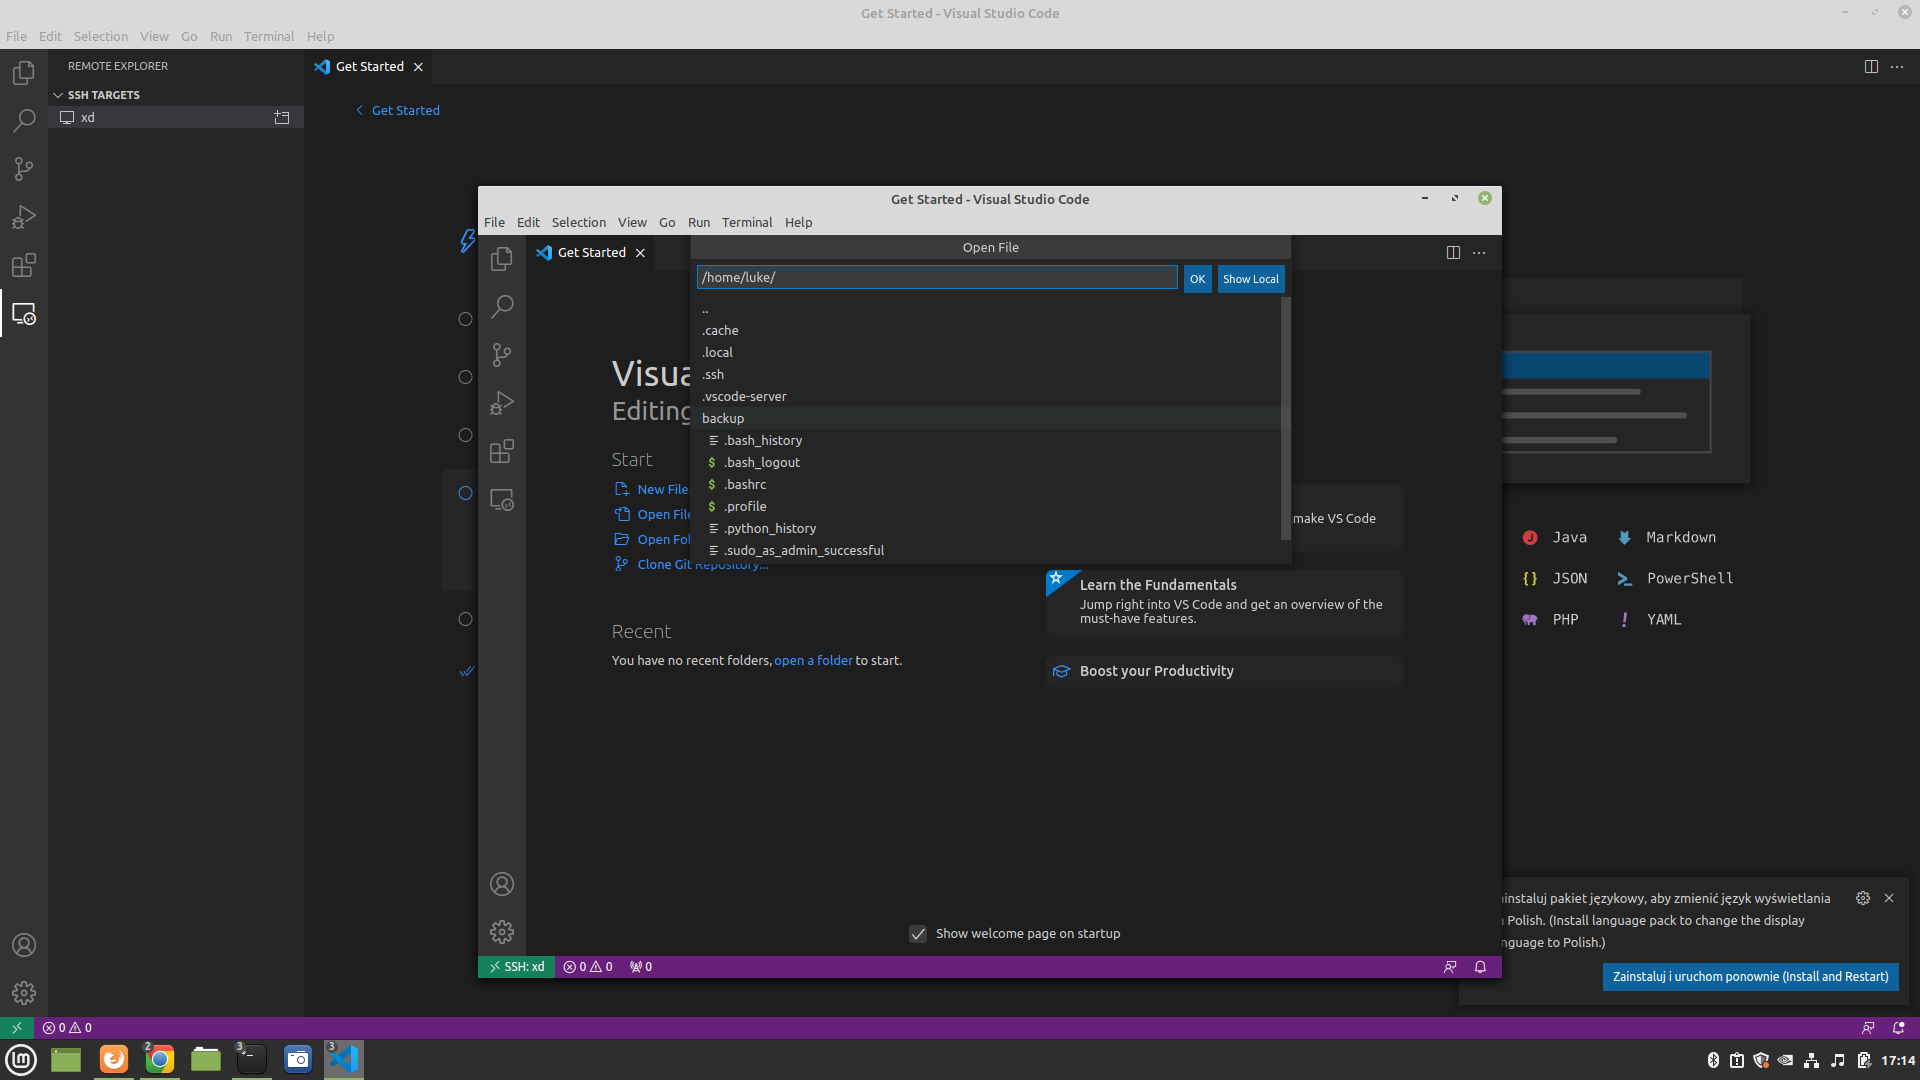 Get Started - Visual Studio Code
File Edit Selection View Go Run Terminal Help
REMOTE EXPLORER
SSH TARGETS
xd
Get Started
Get Started
Get Started - Visual Studio Code
File Edit Selection View Go Run Terminal Help
Get Started
Open File
/home/luke/
OK
Show Local
..
.cache
.local
.ssh
.vscode-server
backup
.bash_history
.bash_logout
.bashrc
.profile
.python_history
.sudo_as_admin_successful
Visua
Editing
Start
New File
Open File
Open Fol
Clone Git Repository...
Recent
You have no recent folders, open a folder to start.
make VS Code
Learn the Fundamentals
Jump right into VS Code and get an overview of the
must-have features.
Boost your Productivity
Show welcome page on startup
SSH: xd 0 0 0
Java Markdown
JSON PowerShell
PHP YAML
instaluj pakiet językowy, aby zmienić język wyświetlania
Polish. (Install language pack to change the display
nguage to Polish.)
Zainstaluj i uruchom ponownie (Install and Restart)
0 0
2 3 3
17:14